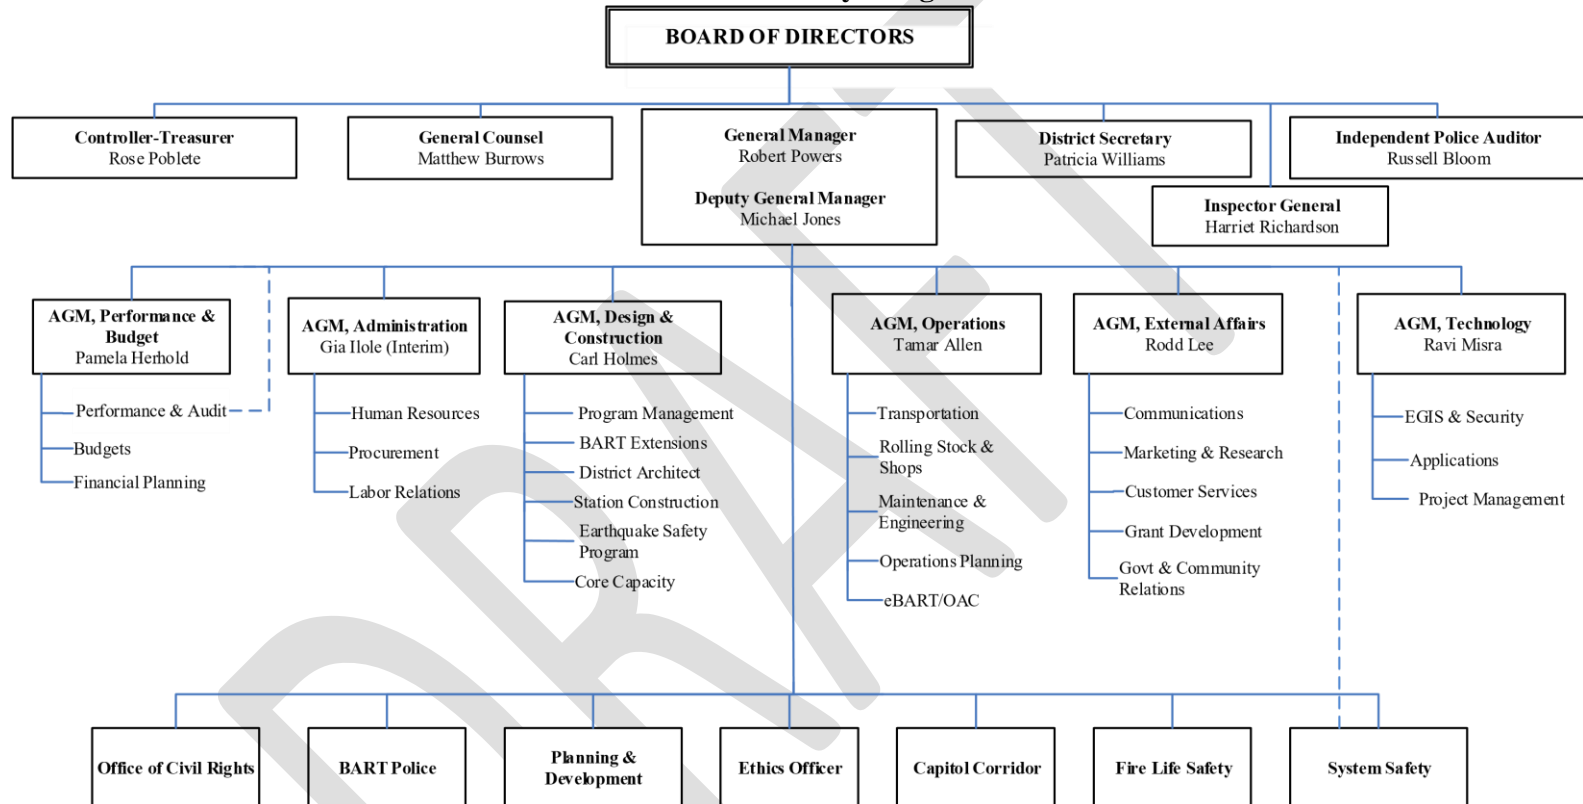 BOARD OF DIRECTORS
Controller-Treasurer
Rose Poblete
General Counsel
Matthew Burrows
General Manager
Robert Powers
Deputy General Manager
Michael Jones
District Secretary
Patricia Williams
Independent Police Auditor
Russell Bloom
Inspector General
Harriet Richardson
AGM, Performance &
Budget
Pamela Herhold
Performance & Audit
Budgets
Financial Planning
AGM, Administration
Gia Ilole (Interim)
Human Resources
Procurement
Labor Relations
AGM, Design &
Construction
Carl Holmes
Program Management
BART Extensions
District Architect
Station Construction
Earthquake Safety
Program
Core Capacity
AGM, Operations
Tamar Allen
Transportation
Rolling Stock &
Shops
Maintenance &
Engineering
Operations Planning
eBART/OAC
AGM, External Affairs
Rodd Lee
Communications
Marketing & Research
Customer Services
Grant Development
Govt & Community
Relations
AGM, Technology
Ravi Misra
EGIS & Security
Applications
Project Management
Office of Civil Rights
BART Police
Planning &
Development
Ethics Officer
Capitol Corridor
Fire Life Safety
System Safety
DRAFT